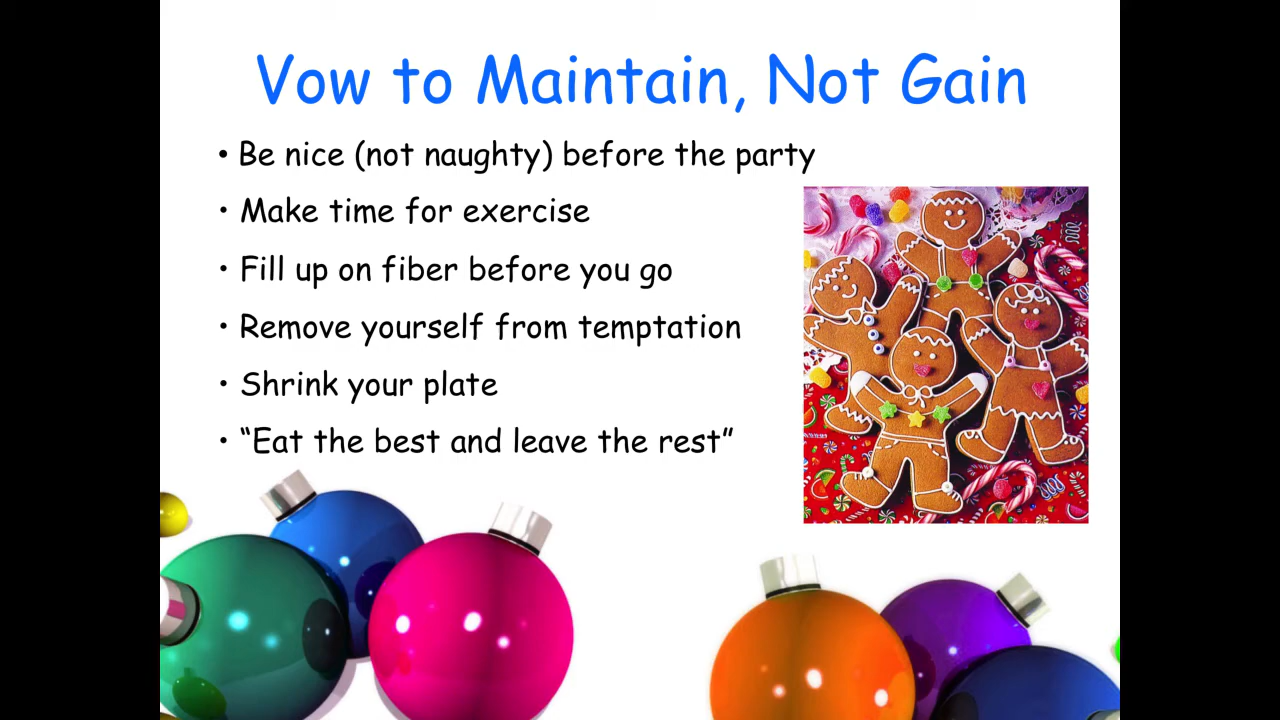 Vow to Maintain, Not Gain
• Be nice (not naughty) before the party
• Make time for exercise
• Fill up on fiber before you go
• Remove yourself from temptation
• Shrink your plate
• “Eat the best and leave the rest”